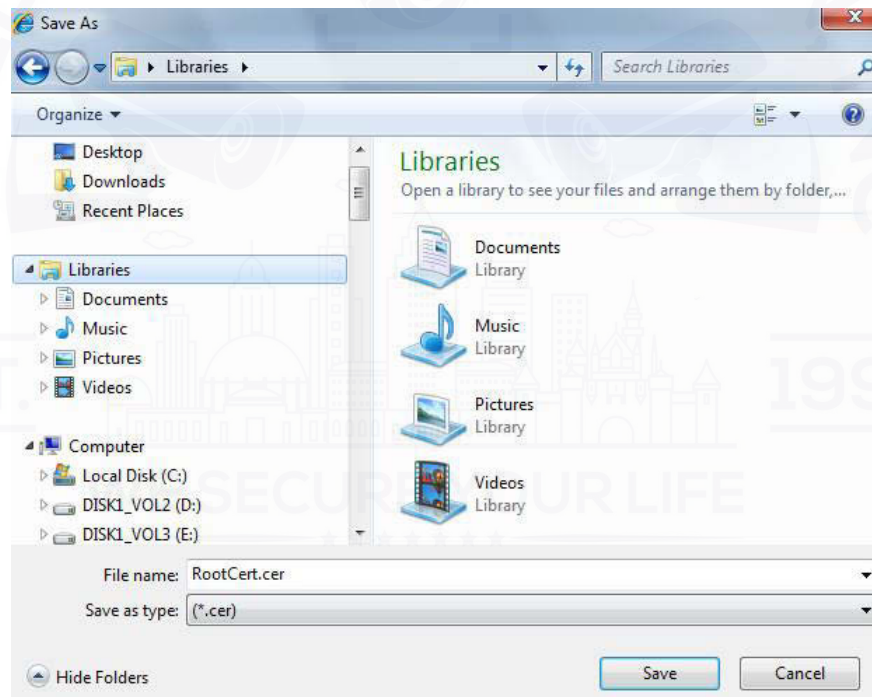 Save As
Libraries
Search Libraries
Organize
Desktop
Downloads
Recent Places
Libraries
Documents
Music
Pictures
Videos
Computer
Local Disk (C:)
DISK1_VOL2 (D:)
DISK1_VOL3 (E:)
Libraries
Open a library to see your files and arrange them by folder,...
Documents
Library
Music
Library
Pictures
Library
Videos
Library
File name: RootCert.cer
Save as type: (*.cer)
Hide Folders
Save
Cancel